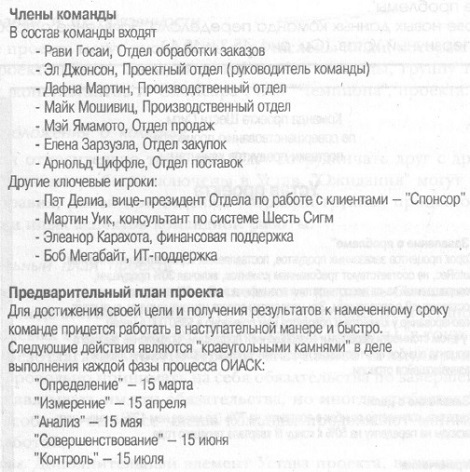 Члены команды
В состав команды входят
- Рави Госаи, Отдел обработки заказов
- Эл Джонсон, Проектный отдел (руководитель команды)
- Дафна Мартин, Производственный отдел
- Майк Мошивиц, Производственный отдел
- Мэй Ямамото, Отдел продаж
- Елена Зарзуэла, Отдел закупок
- Арнольд Циффле, Отдел поставок
Другие ключевые игроки:
- Пэт Делиа, вице-президент Отдела по работе с клиентами – "Спонсор"
- Мартин Уик, консультант по системе Шесть Сигм
- Элеанор Карахота, финансовая поддержка
- Боб Мегабайт, ИТ-поддержка
Предварительный план проекта
Для достижения своей цели и получения результатов к намеченному сроку
команде придется работать в наступательной манере и быстро.
Следующие действия являются "краеугольными камнями" в деле
выполнения каждой фазы процесса ОИАСК:
"Определение" – 15 марта
"Измерение" – 15 апреля
"Анализ" – 15 мая
"Совершенствование" – 15 июня
"Контроль" – 15 июля